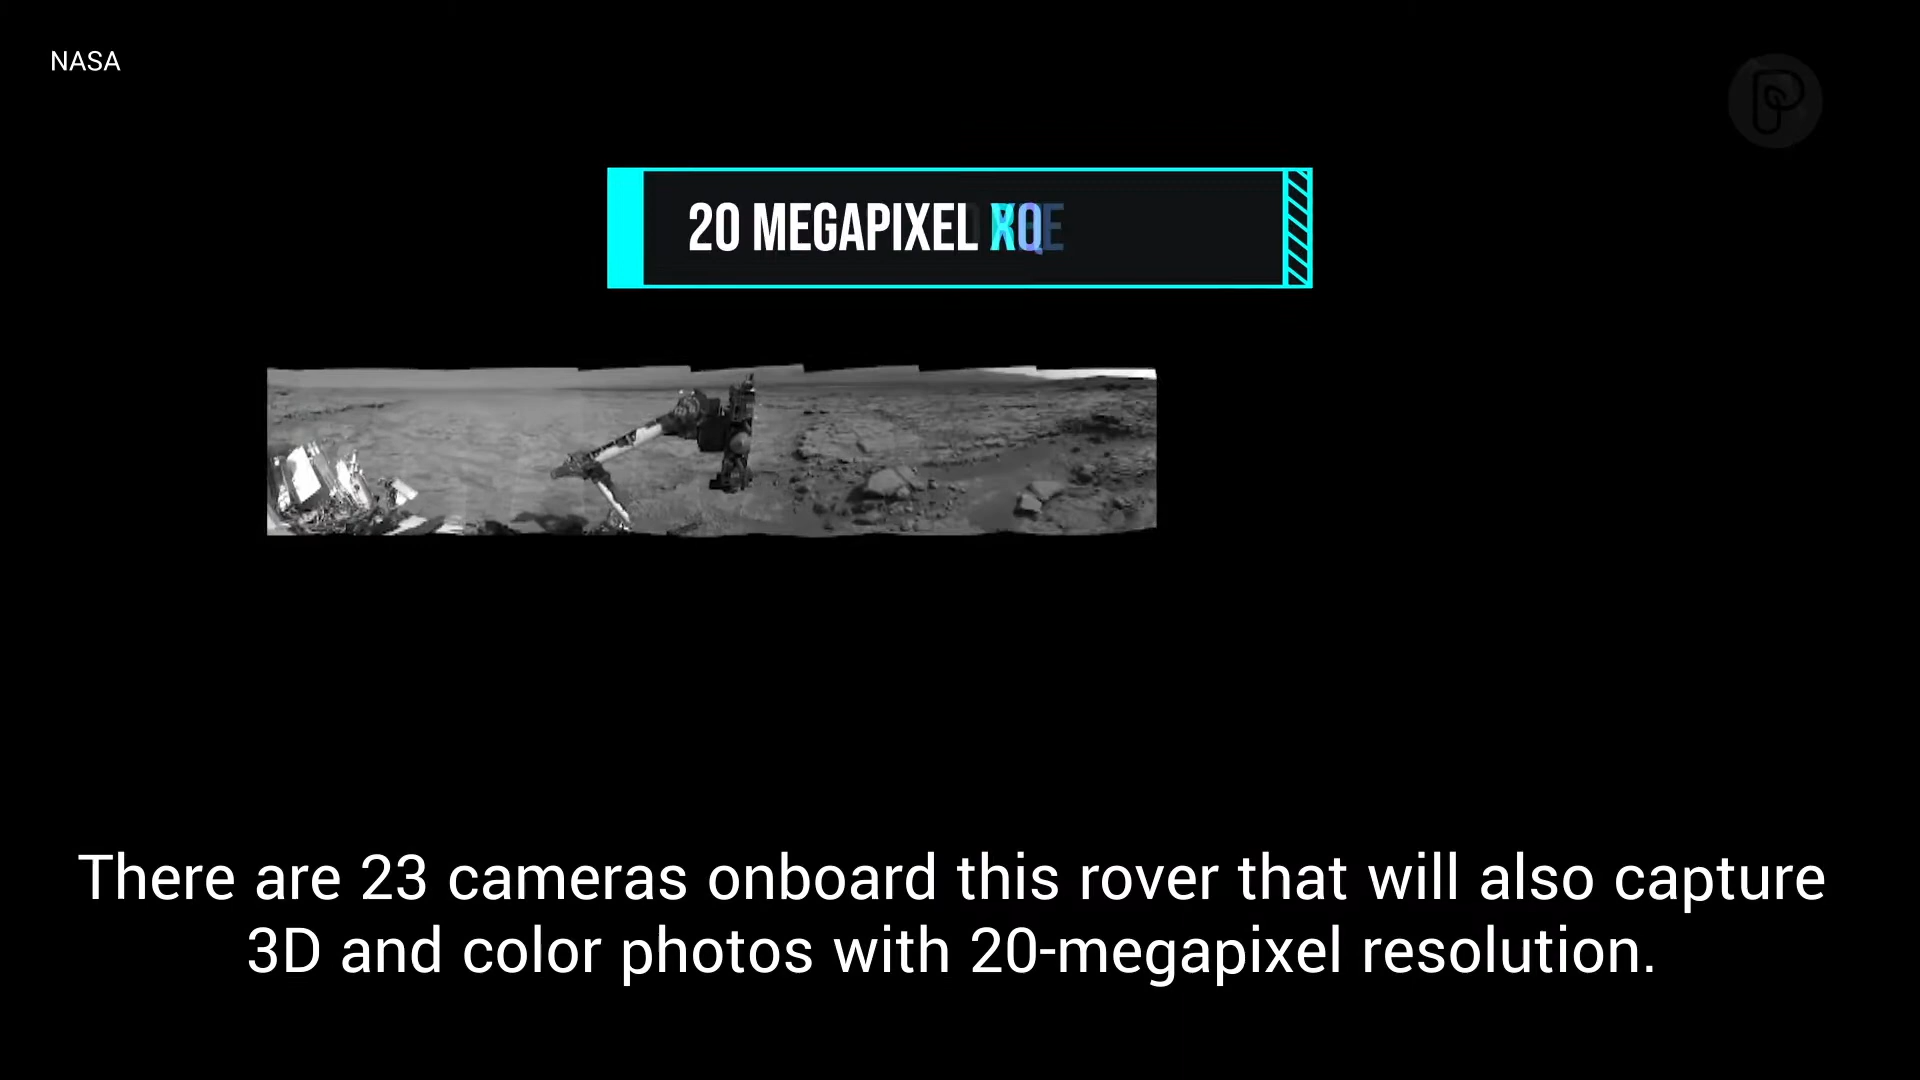 NASA
20 MEGAPIXEL
There are 23 cameras onboard this rover that will also capture
3D and color photos with 20-megapixel resolution.